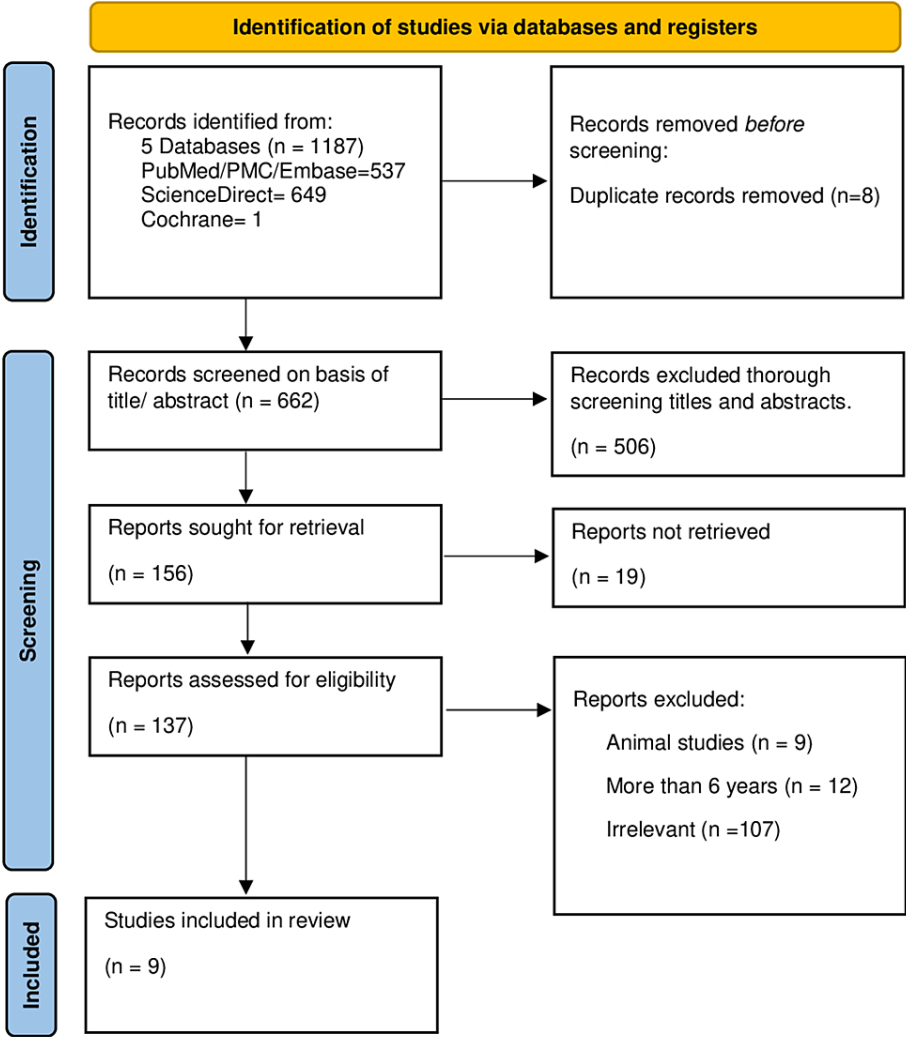 Identification of studies via databases and registers
Identification
Records identified from:
5 Databases (n = 1187)
PubMed/PMC/Embase=537
ScienceDirect= 649
Cochrane= 1
Records removed before
screening:
Duplicate records removed (n=8)
Screening
Records screened on basis of
title/ abstract (n = 662)
Records excluded thorough
screening titles and abstracts.
(n = 506)
Reports sought for retrieval
(n = 156)
Reports not retrieved
(n = 19)
Reports assessed for eligibility
(n = 137)
Reports excluded:
Animal studies (n = 9)
More than 6 years (n = 12)
Irrelevant (n =107)
Included
Studies included in review
(n = 9)